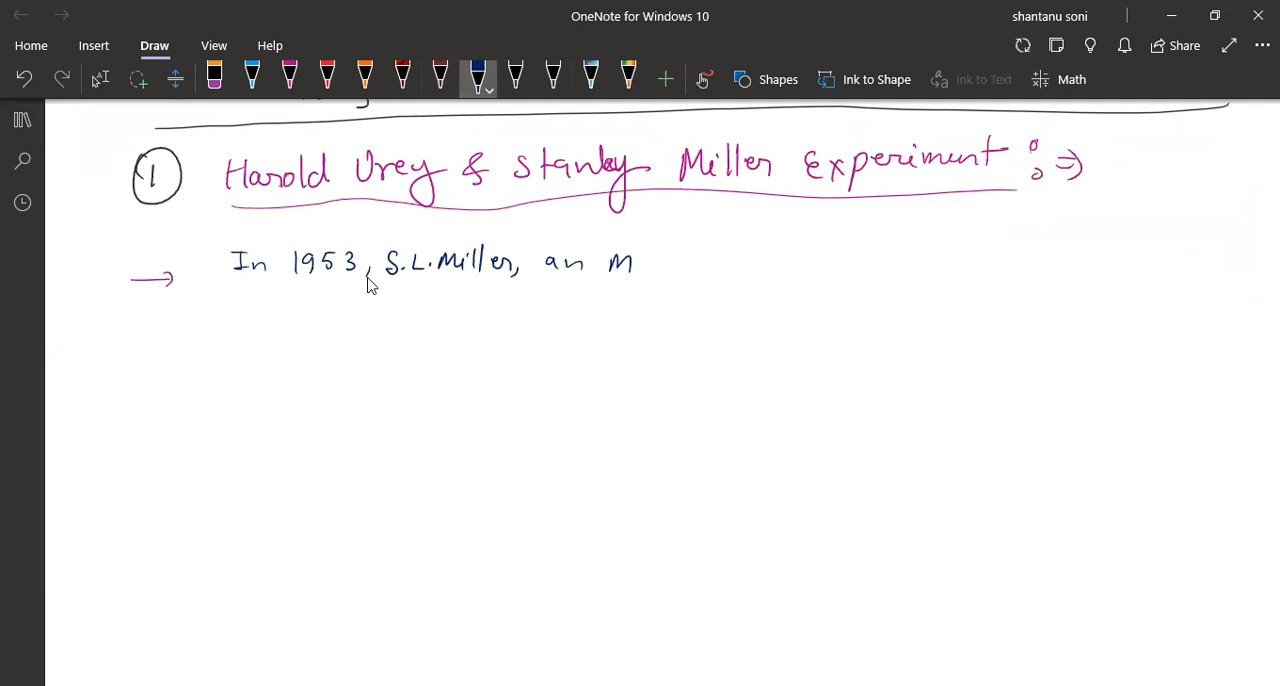 OneNote for Windows 10
shantanu soni
Home Insert Draw View Help
Share
Shapes Ink to Shape Ink to Text Math
1 Harold Urey & Stanley Miller Experiment : ⇒
→ In 1953, S.L. Miller, an M